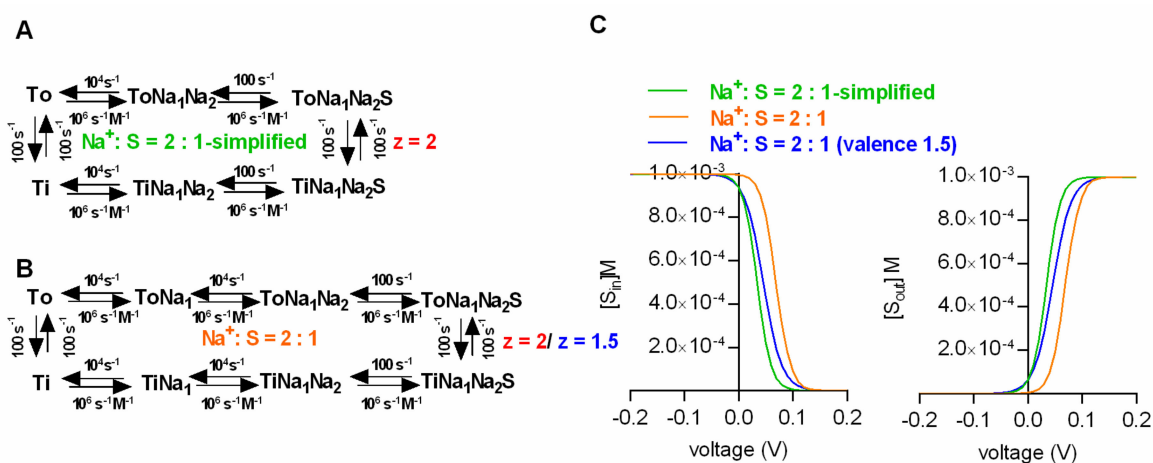 A
10⁴s⁻¹ 100 s⁻¹
To ToNa₁Na₂ ToNa₁Na₂S
10⁶ s⁻¹M⁻¹ 10⁶ s⁻¹M⁻¹
100 s⁻¹ 100 s⁻¹ Na⁺: S = 2 : 1-simplified 100 s⁻¹ 100 s⁻¹ z = 2
10⁴s⁻¹ 100 s⁻¹
Ti TiNa₁Na₂ TiNa₁Na₂S
10⁶ s⁻¹M⁻¹ 10⁶ s⁻¹M⁻¹
B
10⁴s⁻¹ 10⁴s⁻¹ 100 s⁻¹
To ToNa₁ ToNa₁Na₂ ToNa₁Na₂S
10⁶ s⁻¹M⁻¹ 10⁶ s⁻¹M⁻¹ 10⁶ s⁻¹M⁻¹
100 s⁻¹ 100 s⁻¹ Na⁺: S = 2 : 1 100 s⁻¹ 100 s⁻¹ z = 2/ z = 1.5
10⁴s⁻¹ 10⁴s⁻¹ 100 s⁻¹
Ti TiNa₁ TiNa₁Na₂ TiNa₁Na₂S
10⁶ s⁻¹M⁻¹ 10⁶ s⁻¹M⁻¹ 10⁶ s⁻¹M⁻¹
C
Na⁺: S = 2 : 1-simplified
Na⁺: S = 2 : 1
Na⁺: S = 2 : 1 (valence 1.5)
[Sin]M
1.0×10⁻³
8.0×10⁻⁴
6.0×10⁻⁴
4.0×10⁻⁴
2.0×10⁻⁴
-0.2 -0.1 0.0 0.1 0.2
voltage (V)
[Sout] M
1.0×10⁻³
8.0×10⁻⁴
6.0×10⁻⁴
4.0×10⁻⁴
2.0×10⁻⁴
-0.2 -0.1 0.0 0.1 0.2
voltage (V)